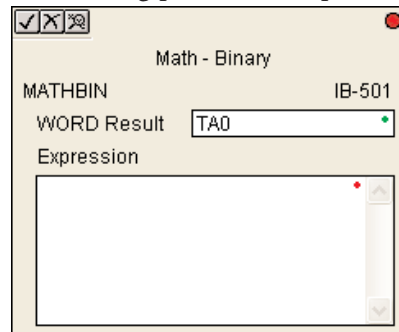 Math - Binary
MATHBIN IB-501
WORD Result TA0
Expression